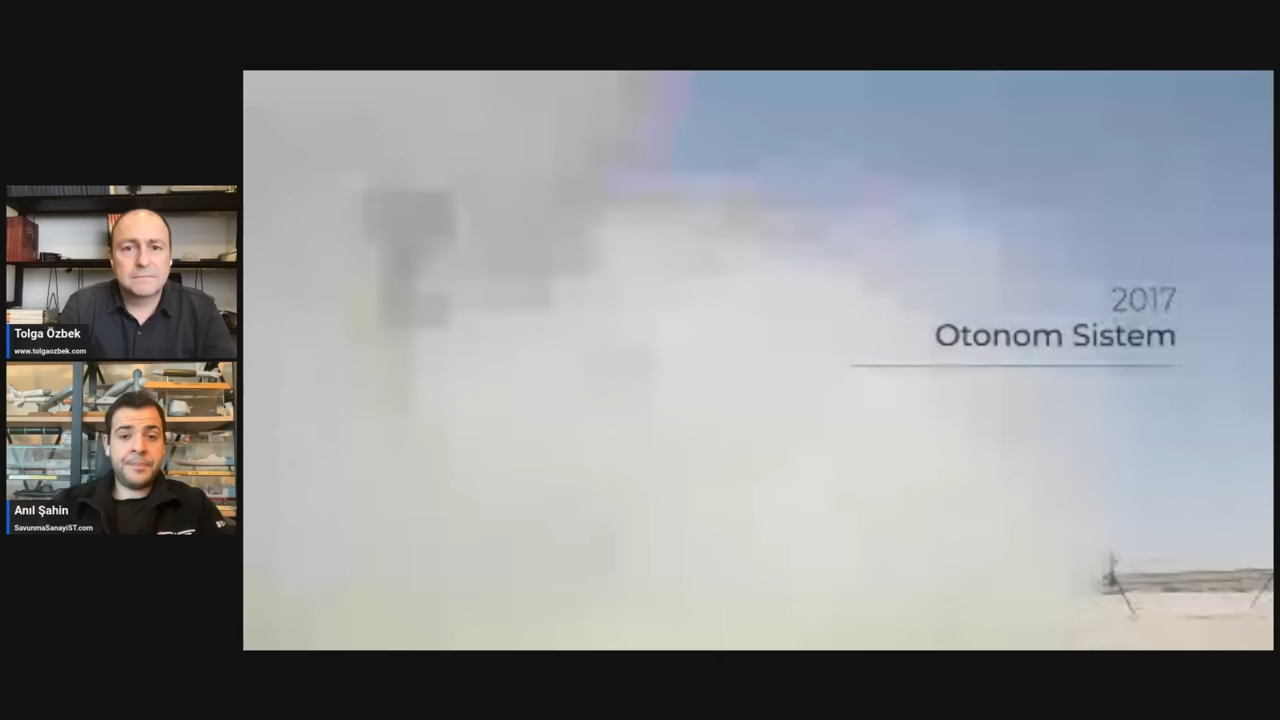 Tolga Özbek
www.tolgaozbek.com
Anıl Şahin
SavunmaSanayiST.com
2017
Otonom Sistem